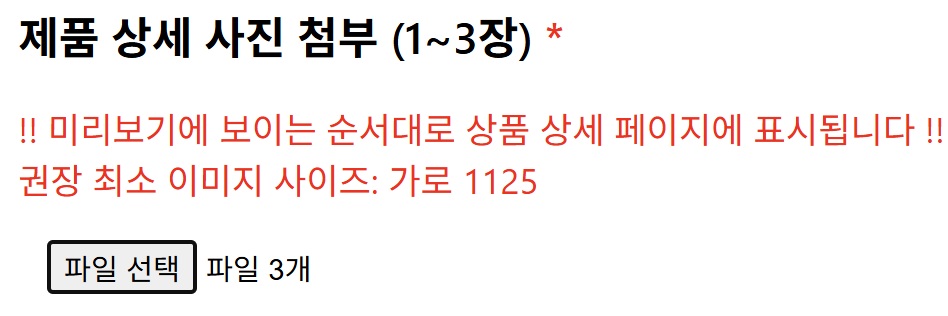 제품 상세 사진 첨부 (1~3장) *
!! 미리보기에 보이는 순서대로 상품 상세 페이지에 표시됩니다 !!
권장 최소 이미지 사이즈: 가로 1125
파일 선택 파일 3개